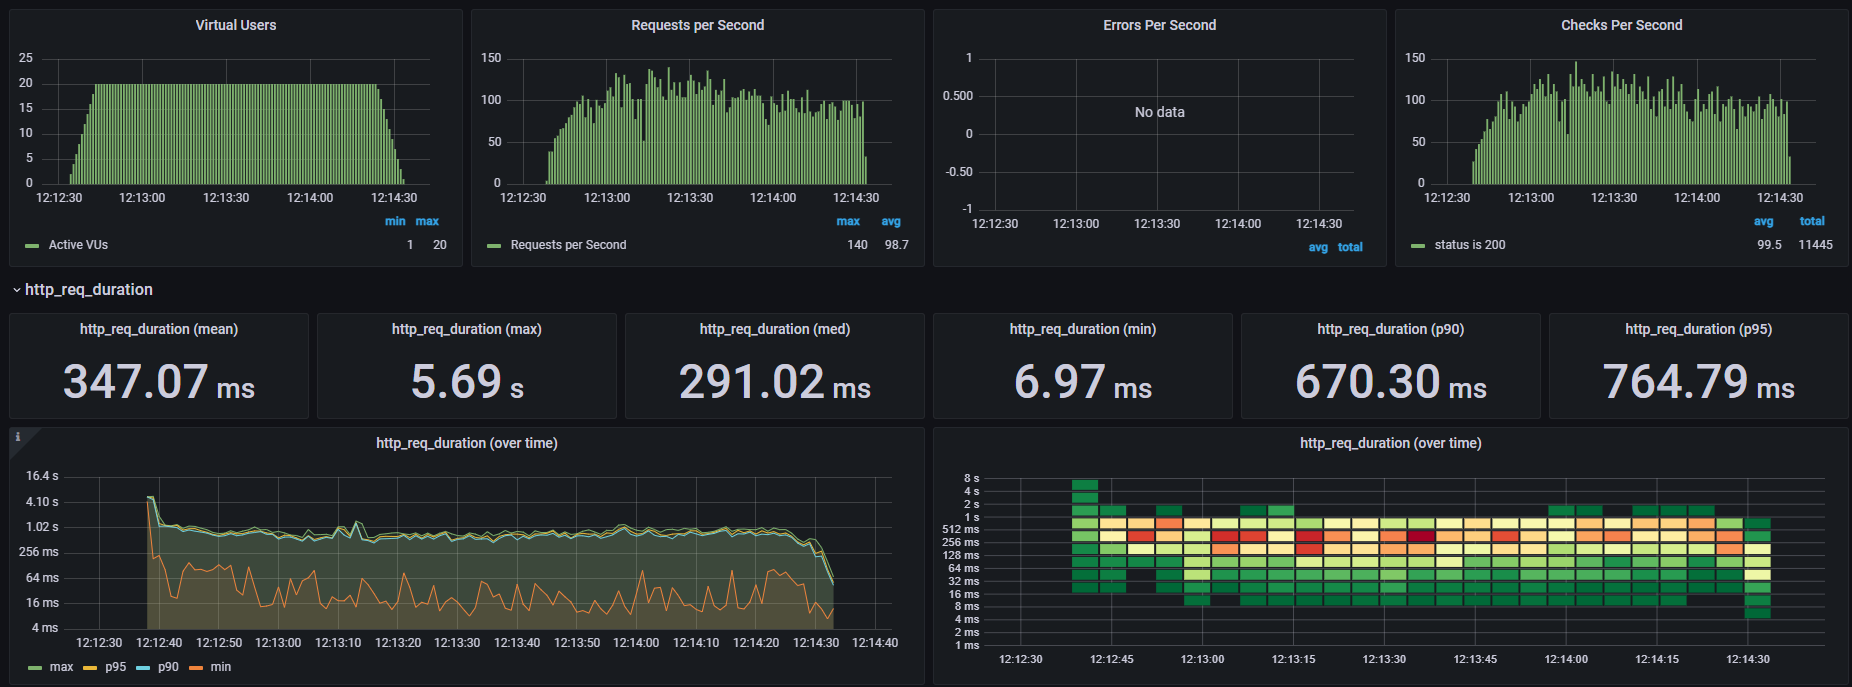 Virtual Users
25
20
15
10
5
0
12:12:30 12:13:00 12:13:30 12:14:00 12:14:30
min max
Active VUs 1 20
Requests per Second
150
100
50
0
12:12:30 12:13:00 12:13:30 12:14:00 12:14:30
max avg
Requests per Second 140 98.7
Errors Per Second
1
0.500
0
-0.50
-1
No data
12:12:30 12:13:00 12:13:30 12:14:00 12:14:30
avg total
Checks Per Second
150
100
50
0
12:12:30 12:13:00 12:13:30 12:14:00 12:14:30
avg total
status is 200 99.5 11445
http_req_duration
http_req_duration (mean)
347.07 ms
http_req_duration (max)
5.69 s
http_req_duration (med)
291.02 ms
http_req_duration (min)
6.97 ms
http_req_duration (p90)
670.30 ms
http_req_duration (p95)
764.79 ms
i
http_req_duration (over time)
16.4 s
4.10 s
1.02 s
256 ms
64 ms
16 ms
4 ms
12:12:30 12:12:40 12:12:50 12:13:00 12:13:10 12:13:20 12:13:30 12:13:40 12:13:50 12:14:00 12:14:10 12:14:20 12:14:30 12:14:40
max p95 p90 min
http_req_duration (over time)
8 s
4 s
2 s
1 s
512 ms
256 ms
128 ms
64 ms
32 ms
16 ms
8 ms
4 ms
2 ms
1 ms
12:12:30 12:12:45 12:13:00 12:13:15 12:13:30 12:13:45 12:14:00 12:14:15 12:14:30